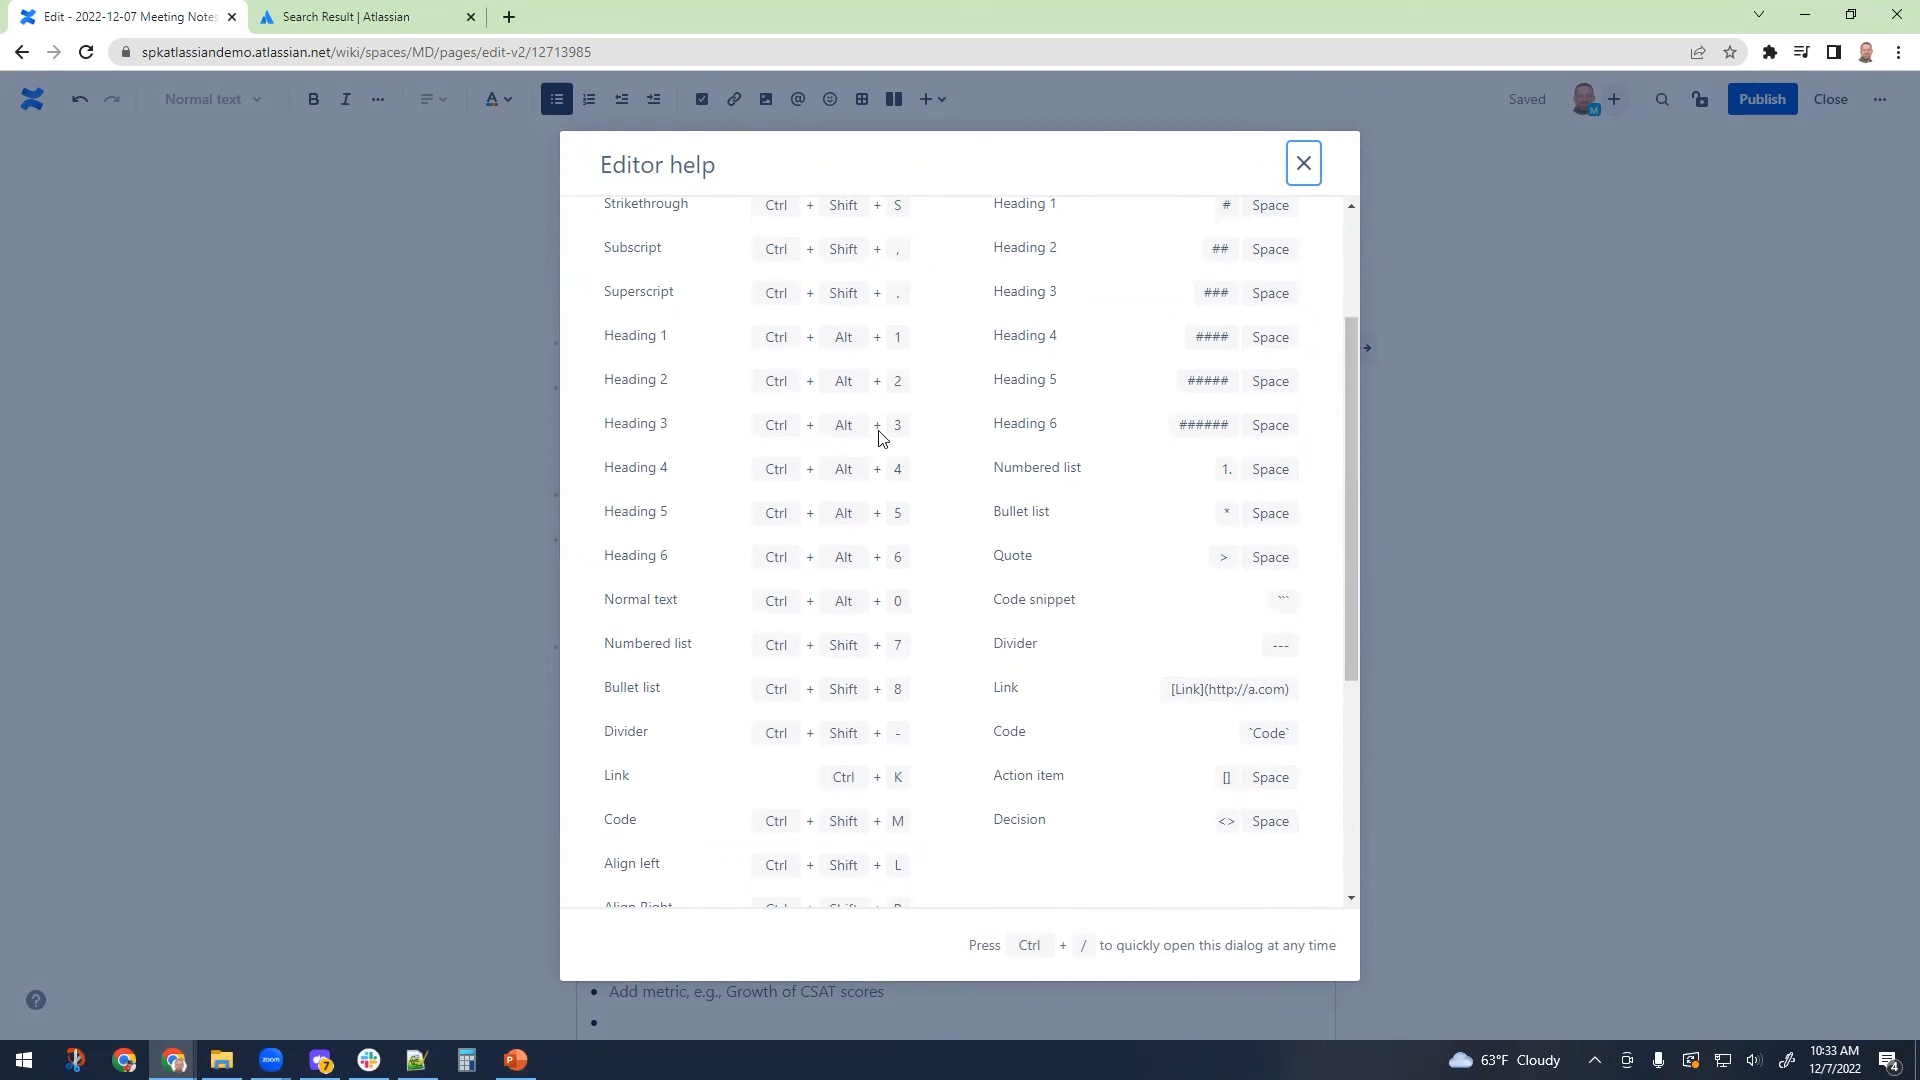 Edit - 2022-12-07 Meeting Notes
Search Result | Atlassian
spkatlassiandemo.atlassian.net/wiki/spaces/MD/pages/edit-v2/12713985
Normal text
B I A @
Saved
M
Publish
Close
Editor help
Strikethrough Ctrl + Shift + S Heading 1 # Space
Subscript Ctrl + Shift + , Heading 2 ## Space
Superscript Ctrl + Shift + . Heading 3 ### Space
Heading 1 Ctrl + Alt + 1 Heading 4 #### Space
Heading 2 Ctrl + Alt + 2 Heading 5 ##### Space
Heading 3 Ctrl + Alt + 3 Heading 6 ###### Space
Heading 4 Ctrl + Alt + 4 Numbered list 1. Space
Heading 5 Ctrl + Alt + 5 Bullet list * Space
Heading 6 Ctrl + Alt + 6 Quote > Space
Normal text Ctrl + Alt + 0 Code snippet ```
Numbered list Ctrl + Shift + 7 Divider ---
Bullet list Ctrl + Shift + 8 Link [Link](http://a.com)
Divider Ctrl + Shift + - Code `Code`
Link Ctrl + K Action item [] Space
Code Ctrl + Shift + M Decision <> Space
Align left Ctrl + Shift + L
Align Right Ctrl + Shift + R
Press Ctrl + / to quickly open this dialog at any time
• Add metric, e.g., Growth of CSAT scores
•
zoom
7
63°F Cloudy
10:33 AM
12/7/2022
4